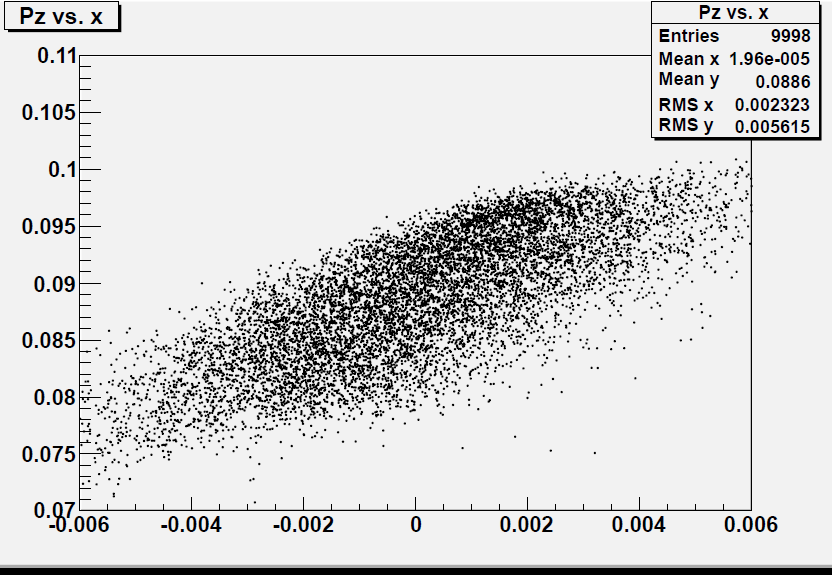 Pz vs. x
Pz vs. x
Entries 9998
Mean x 1.96e-005
Mean y 0.0886
RMS x 0.002323
RMS y 0.005615
0.11
0.105
0.1
0.095
0.09
0.085
0.08
0.075
0.07
-0.006 -0.004 -0.002 0 0.002 0.004 0.006